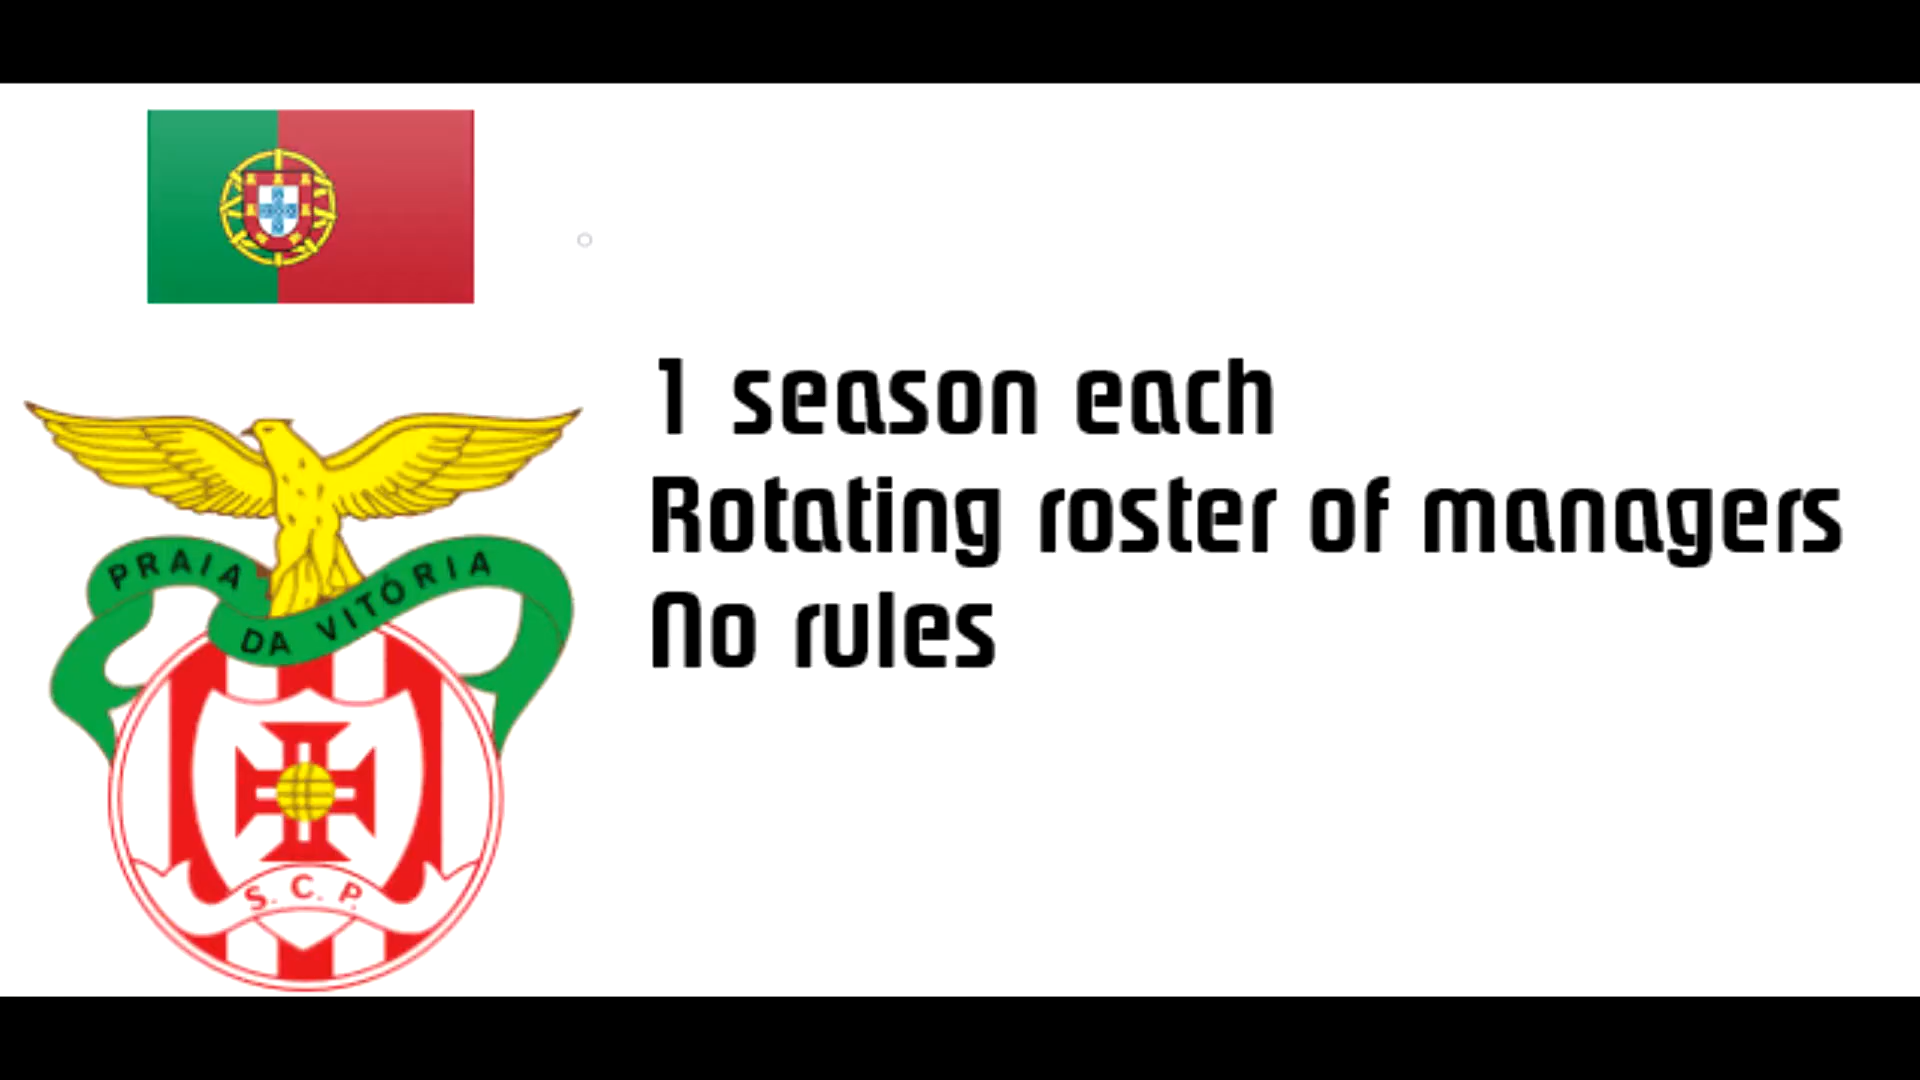 1 season each
Rotating roster of managers
No rules
PRAIA DA VITÓRIA
S. C. P.